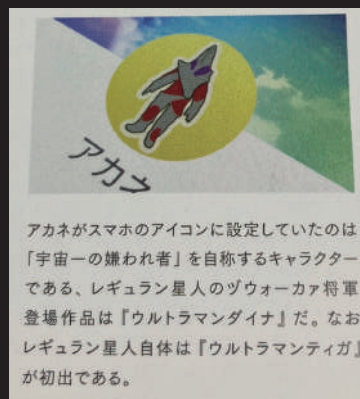 アカネ
アカネがスマホのアイコンに設定していたのは
「宇宙一の嫌われ者」を自称するキャラクター
である、レギュラン星人のヅウォーカァ将軍
登場作品は『ウルトラマンダイナ』だ。なお
レギュラン星人自体は『ウルトラマンティガ』
が初出である。